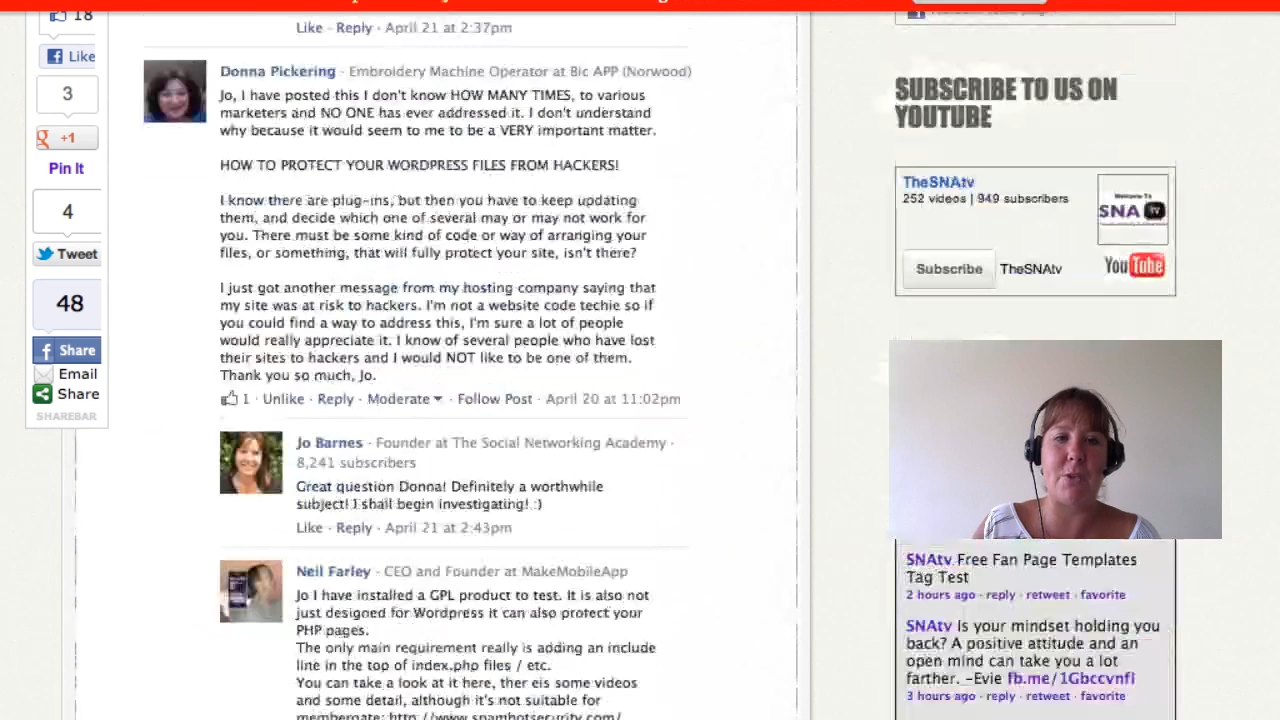 18
Like
3
+1
Pin It
4
Tweet
48
Share
Email
Share
SHAREBAR
Like · Reply · April 21 at 2:37pm
Donna Pickering · Embroidery Machine Operator at Bic APP (Norwood)
Jo, I have posted this I don't know HOW MANY TIMES, to various
marketers and NO ONE has ever addressed it. I don't understand
why because it would seem to me to be a VERY important matter.
HOW TO PROTECT YOUR WORDPRESS FILES FROM HACKERS!
I know there are plug-ins, but then you have to keep updating
them, and decide which one of several may or may not work for
you. There must be some kind of code or way of arranging your
files, or something, that will fully protect your site, isn't there?
I just got another message from my hosting company saying that
my site was at risk to hackers. I'm not a website code techie so if
you could find a way to address this, I'm sure a lot of people
would really appreciate it. I know of several people who have lost
their sites to hackers and I would NOT like to be one of them.
Thank you so much, Jo.
1 · Unlike · Reply · Moderate · Follow Post · April 20 at 11:02pm
Jo Barnes · Founder at The Social Networking Academy ·
8,241 subscribers
Great question Donna! Definitely a worthwhile
subject! I shall begin investigating! :)
Like · Reply · April 21 at 2:43pm
Neil Farley · CEO and Founder at MakeMobileApp
Jo I have installed a GPL product to test. It is also not
just designed for Wordpress it can also protect your
PHP pages.
The only main requirement really is adding an include
line in the top of index.php files / etc.
You can take a look at it here, ther eis some videos
and some detail, although it's not suitable for
membergate: http://www.spambotsecurity.com/
SUBSCRIBE TO US ON
YOUTUBE
TheSNAtv
252 videos | 949 subscribers
Welcome To
SNA TV
Subscribe TheSNAtv
YouTube
SNAtv Free Fan Page Templates
Tag Test
2 hours ago · reply · retweet · favorite
SNAtv Is your mindset holding you
back? A positive attitude and an
open mind can take you a lot
farther. -Evie fb.me/1Gbccvnfi
3 hours ago · reply · retweet · favorite